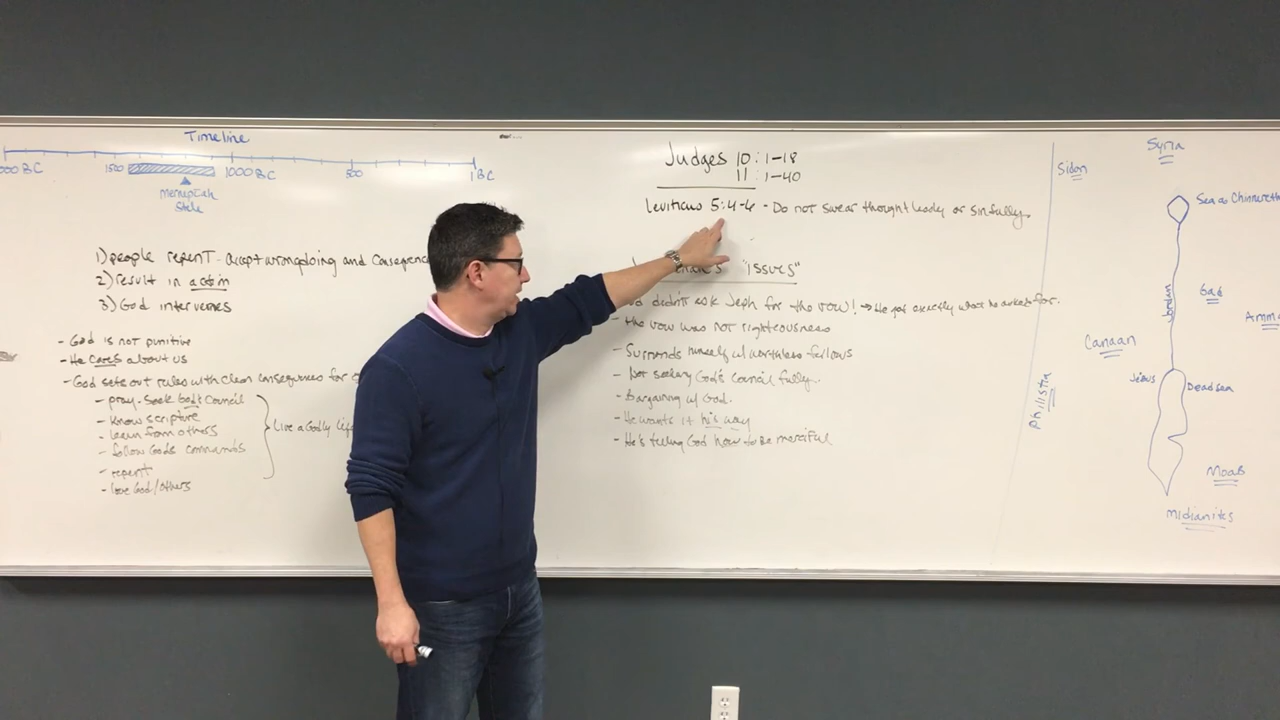 Timeline
000 BC 1500 1000 BC 500 1 BC
merneptah
Stele
1) people repent - accept wrongdoing and consequenc
2) result in action
3) God intervenes
- God is not punitive
- He cares about us
- God sets out rules with clear consequences for
- pray - Seek God's Council
- Know scripture
- learn from others
- follow Gods commands
- repent
- love God/others
Live a Godly life
Judges 10:1-18
11:1-40
Leviticus 5:4-6 - Do not swear thoughtlessly or sinfully.
"Issues"
didn't ask Jeph for the vow! → He got exactly what he asked for.
- the vow was not righteousness
- Surrounds himself w/ worthless fellows
- Not seeking God's Council fully.
- Bargaining w/ God.
- He wants it his way
- He's telling God how to be merciful
Syria
Sidon
Sea of Chinnereth
Jordan
Gad
Ammo
Canaan
Jebus
Dead Sea
Philistia
Moab
Midianites